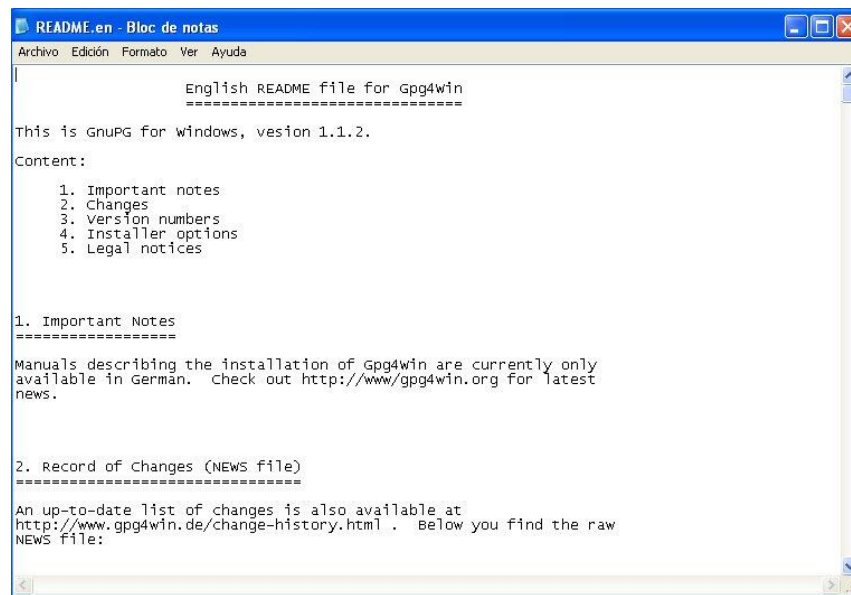 README.en - Bloc de notas
Archivo Edición Formato Ver Ayuda
English README file for Gpg4Win
===============================
This is GnuPG for Windows, vesion 1.1.2.
Content:
1. Important notes
2. Changes
3. Version numbers
4. Installer options
5. Legal notices
1. Important Notes
==================
Manuals describing the installation of Gpg4Win are currently only
available in German.  Check out http://www/gpg4win.org for latest
news.
2. Record of Changes (NEWS file)
================================
An up-to-date list of changes is also available at
http://www.gpg4win.de/change-history.html .  Below you find the raw
NEWS file: